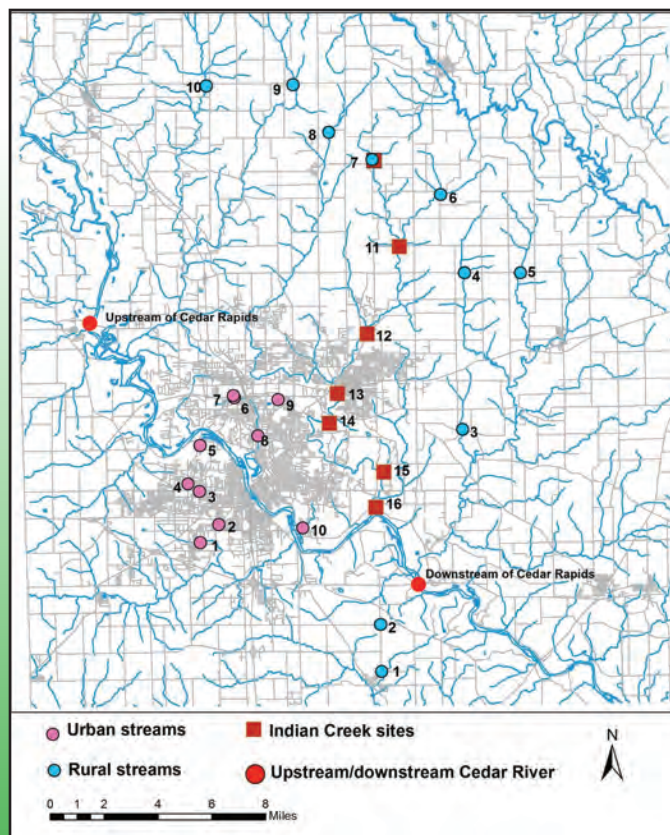 10
9
8
7
6
11
4
5
Upstream of Cedar Rapids
12
7
6
9
13
14
8
3
5
4
3
15
16
2
10
1
Downstream of Cedar Rapids
2
1
Urban streams
Indian Creek sites
N
Rural streams
Upstream/downstream Cedar River
0 2 4 6 8
Miles